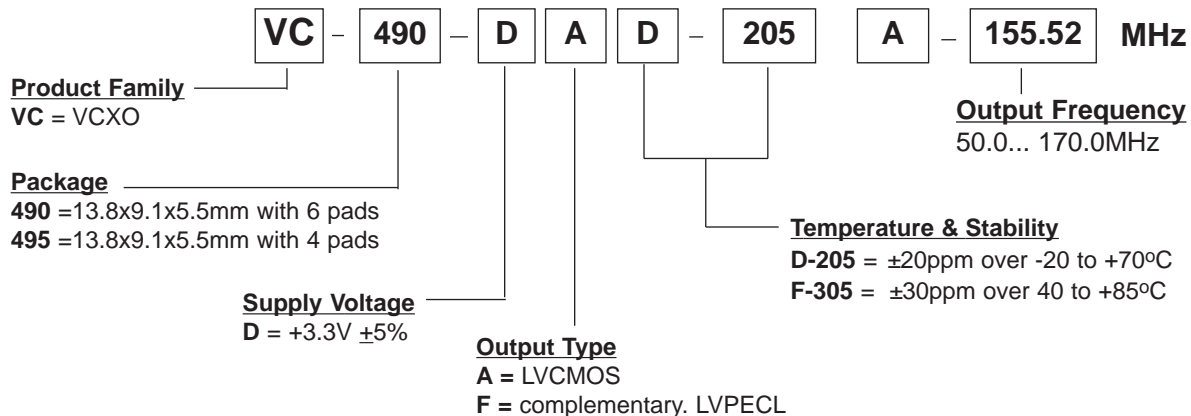 VC - 490 - D A D - 205 A - 155.52 MHz
Product Family
VC = VCXO
Output Frequency
50.0... 170.0MHz
Package
490 =13.8x9.1x5.5mm with 6 pads
495 =13.8x9.1x5.5mm with 4 pads
Temperature & Stability
D-205 = ±20ppm over -20 to +70ºC
F-305 = ±30ppm over 40 to +85ºC
Supply Voltage
D = +3.3V ±5%
Output Type
A = LVCMOS
F = complementary. LVPECL